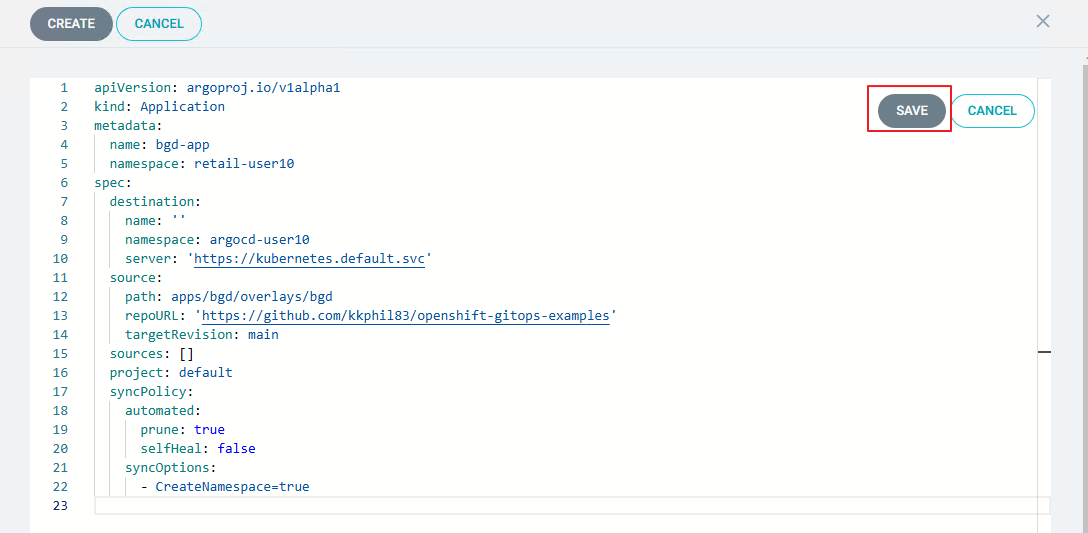 CREATE CANCEL
1 apiVersion: argoproj.io/v1alpha1
2 kind: Application
SAVE CANCEL
3 metadata:
4   name: bgd-app
5   namespace: retail-user10
6 spec:
7   destination:
8     name: ''
9     namespace: argocd-user10
10     server: 'https://kubernetes.default.svc'
11   source:
12     path: apps/bgd/overlays/bgd
13     repoURL: 'https://github.com/kkphil83/openshift-gitops-examples'
14     targetRevision: main
15   sources: []
16   project: default
17   syncPolicy:
18     automated:
19       prune: true
20       selfHeal: false
21     syncOptions:
22       - CreateNamespace=true
23